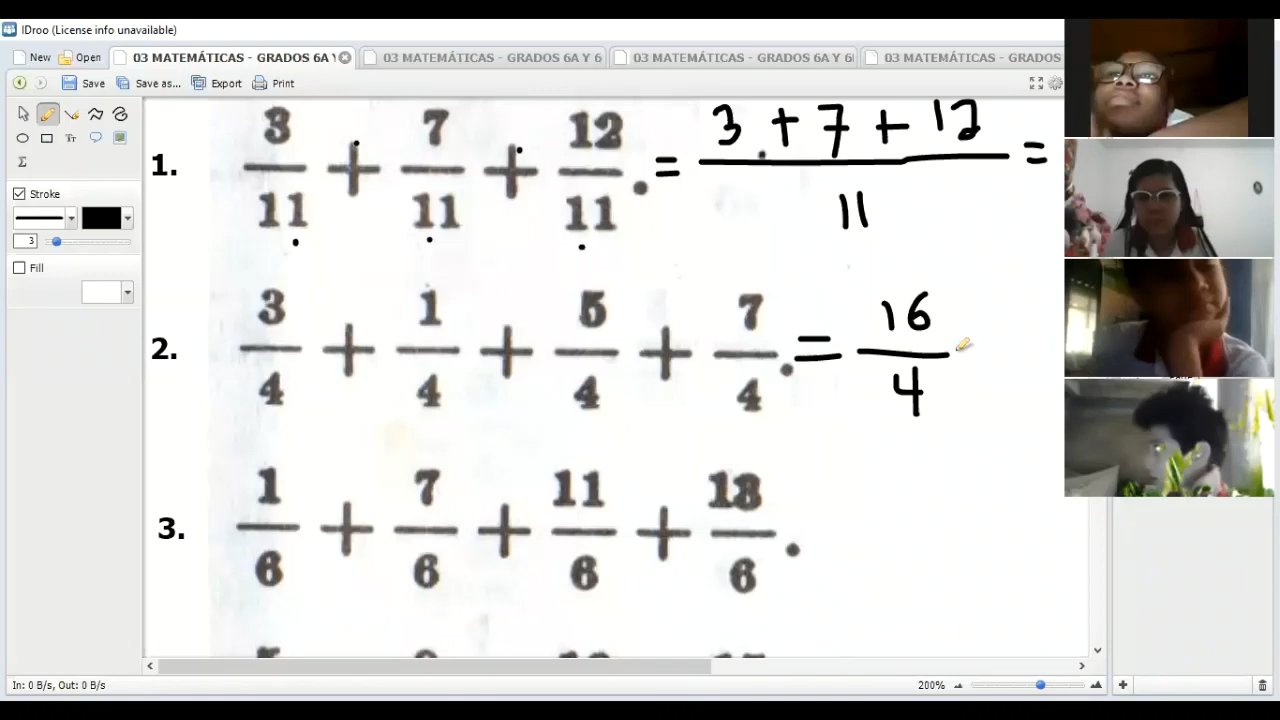 IDroo (License info unavailable)
New Open 03 MATEMÁTICAS - GRADOS 6A Y 03 MATEMÁTICAS - GRADOS 6A Y 6 03 MATEMÁTICAS - GRADOS 6A Y 6 03 MATEMÁTICAS - GRADOS
Save Save as... Export Print
Tr
Σ
Stroke
3
Fill
1. 3/11 + 7/11 + 12/11. = 3 + 7 + 12 / 11 =
2. 3/4 + 1/4 + 5/4 + 7/4. = 16/4
3. 1/6 + 7/6 + 11/6 + 13/6.
In: 0 B/s, Out: 0 B/s 200%